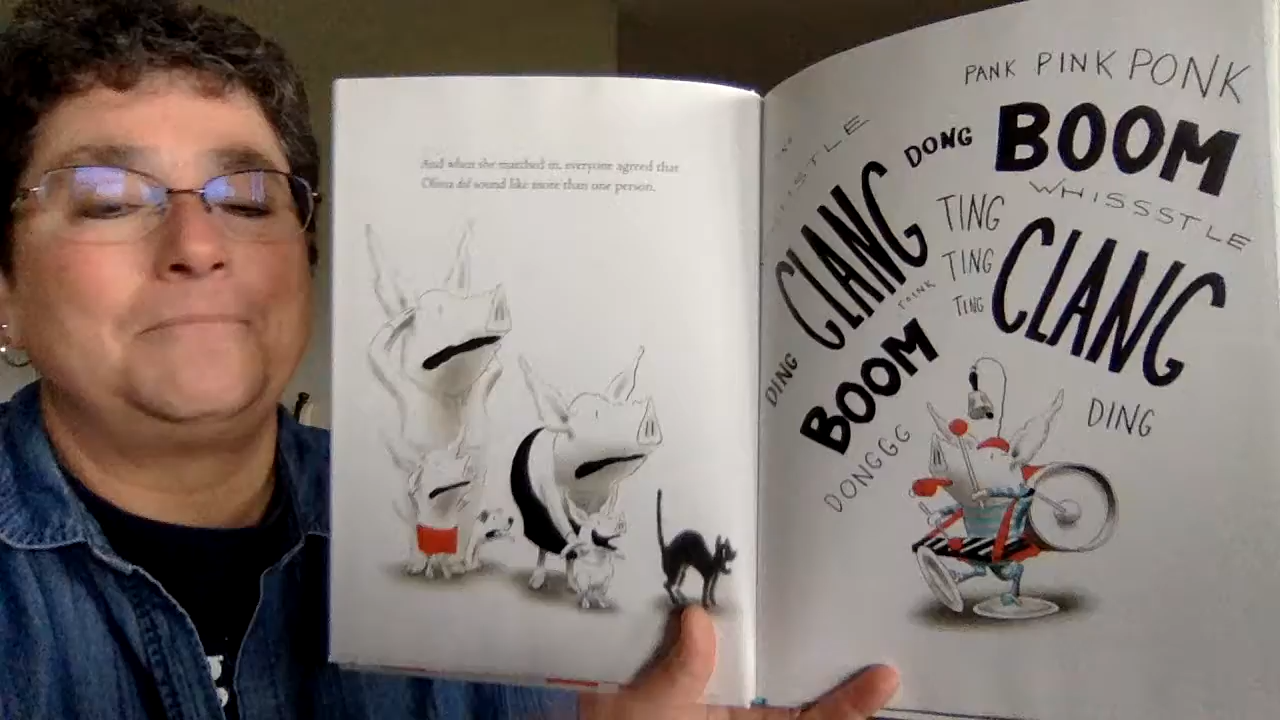 And when she marched in, everyone agreed that
Olivia did sound like more than one person.
PANK PINK PONK
DONG BOOM
WHISSSTLE
CLANG
TING
TING
TING
CLANG
BOOM
DING
DING
DONGGG